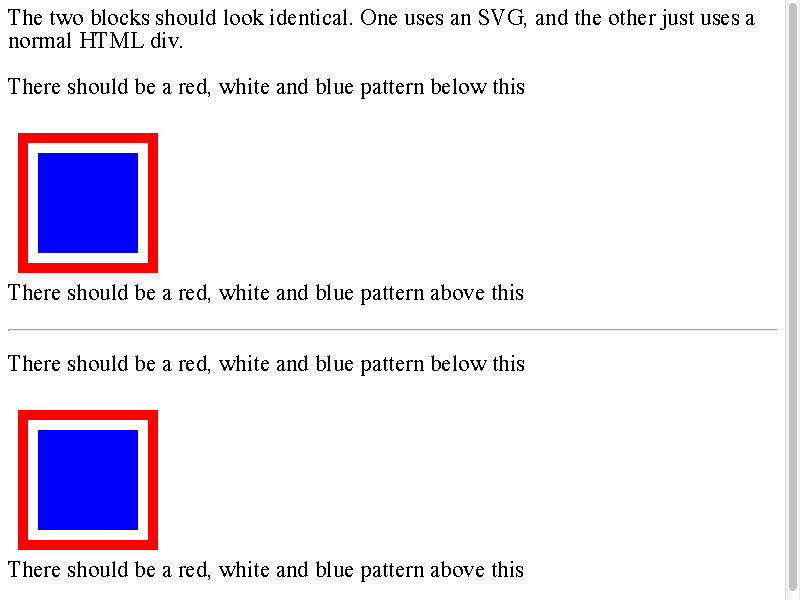 The two blocks should look identical. One uses an SVG, and the other just uses a
normal HTML div.
There should be a red, white and blue pattern below this
There should be a red, white and blue pattern above this
There should be a red, white and blue pattern below this
There should be a red, white and blue pattern above this